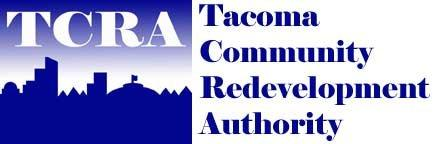 TCRA
Tacoma
Community
Redevelopment
Authority